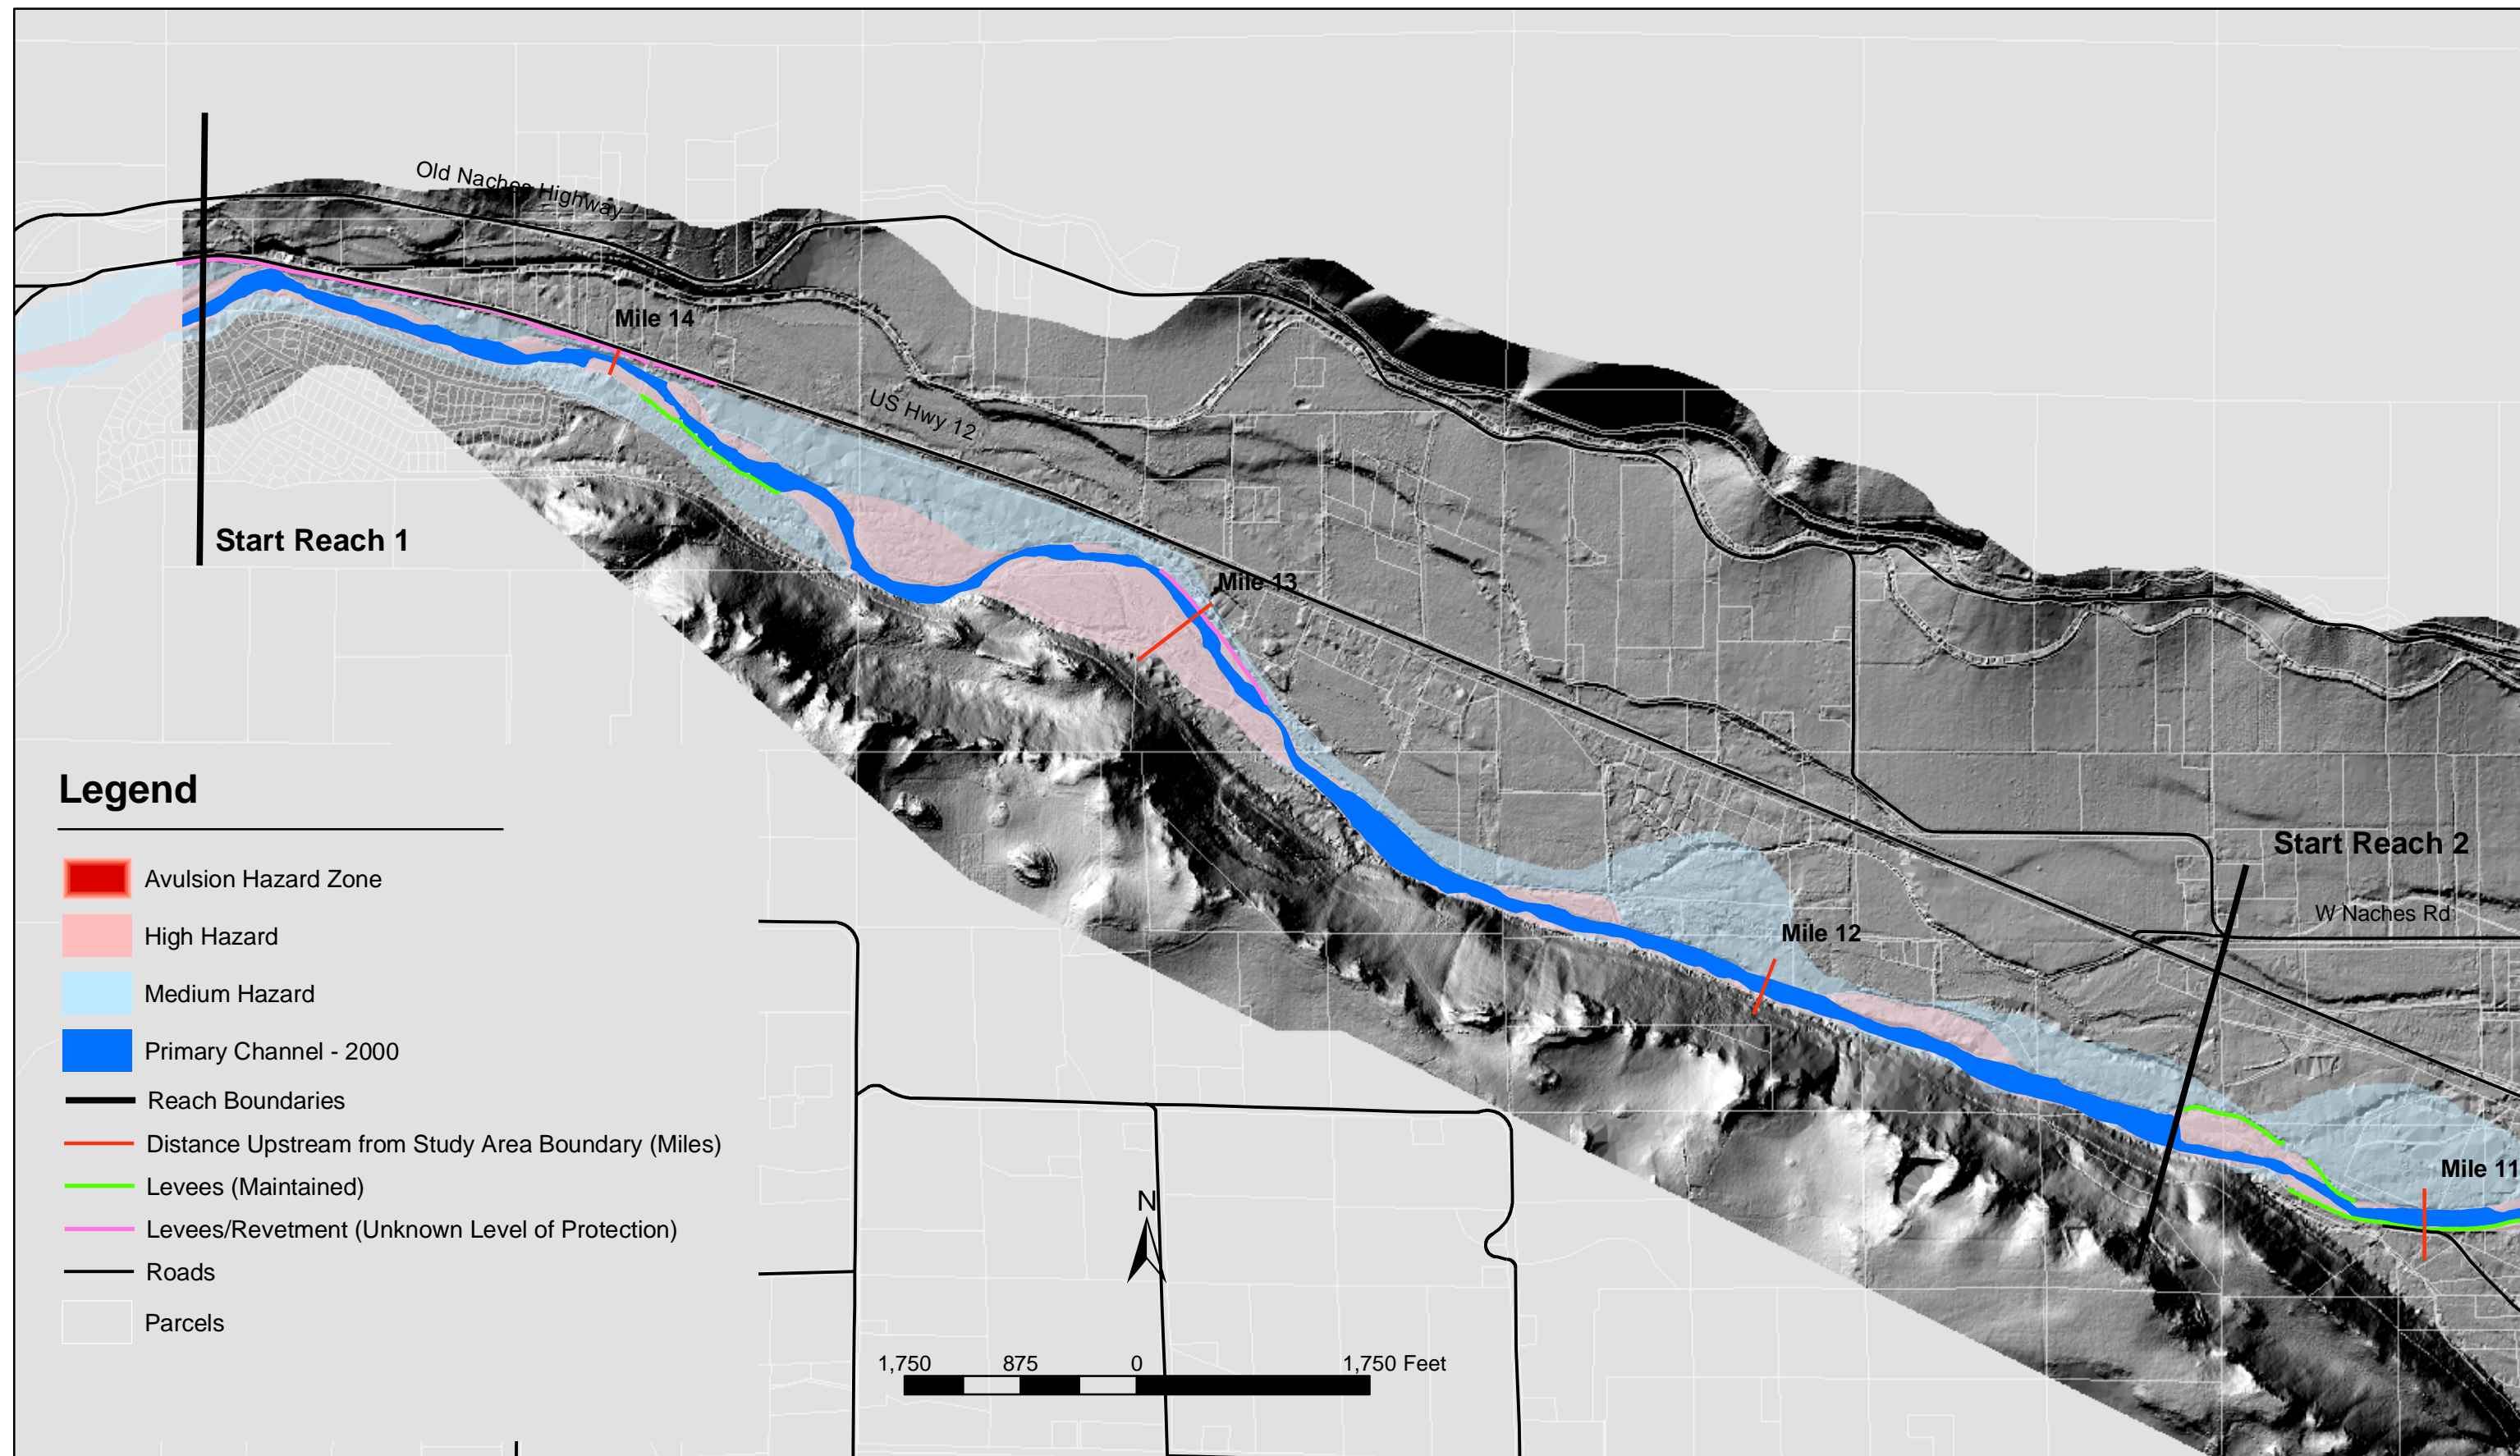 Old Naches Highway
Mile 14
US Hwy 12
Start Reach 1
Mile 13
Legend
Avulsion Hazard Zone
High Hazard
Medium Hazard
Primary Channel - 2000
Reach Boundaries
Distance Upstream from Study Area Boundary (Miles)
Levees (Maintained)
Levees/Revetment (Unknown Level of Protection)
Roads
Parcels
Start Reach 2
W Naches Rd
Mile 12
Mile 11
N
1,750 875 0 1,750 Feet